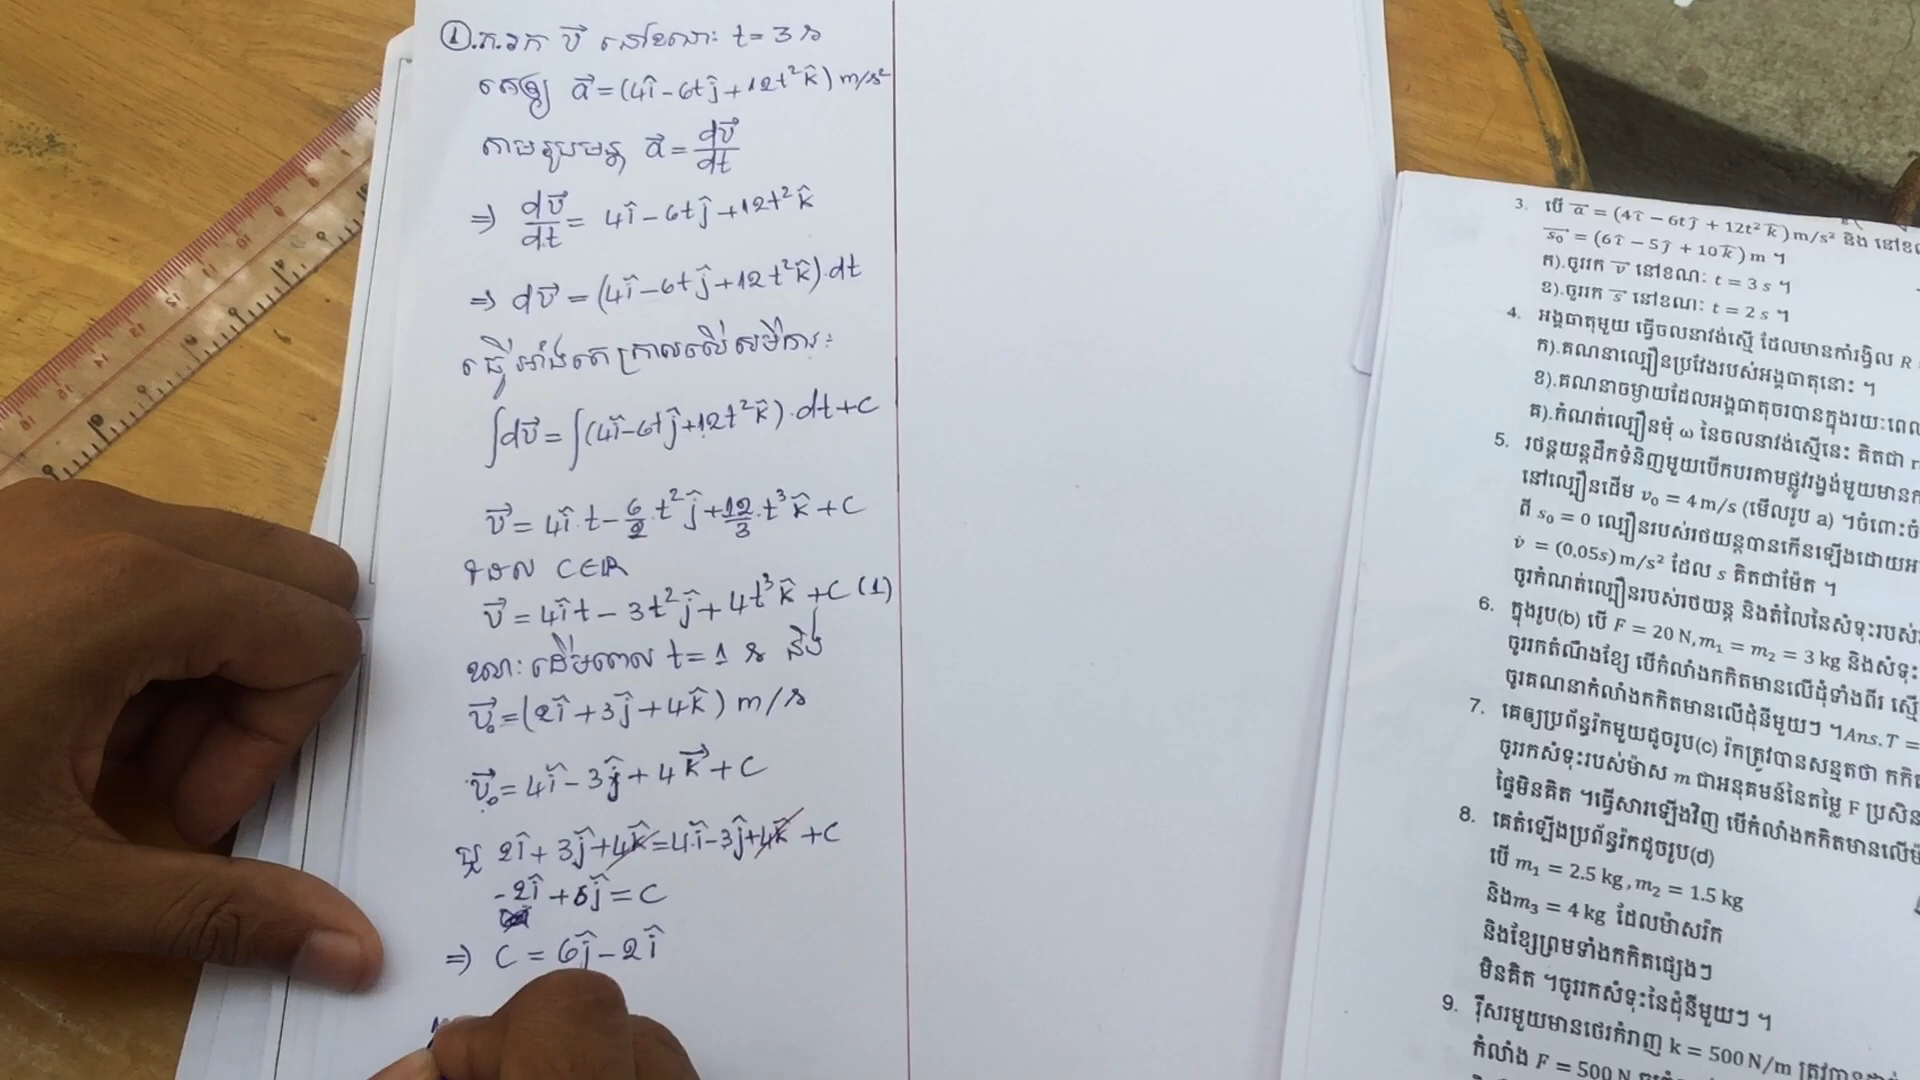 ①.ក.រក v⃗ នៅខណៈ t = 3 s
គេឲ្យ a⃗ = (4î - 6tĵ + 12t²k̂) m/s²
តាមរូបមន្ត a⃗ = dv⃗/dt
⇒ dv⃗/dt = 4î - 6tĵ + 12t²k̂
⇒ dv⃗ = (4î - 6tĵ + 12t²k̂).dt
ធ្វើអាំងតេក្រាលលើសមីការ:
∫dv⃗ = ∫(4î - 6tĵ + 12t²k̂).dt + C
v⃗ = 4î.t - 6/2.t²ĵ + 12/3.t³k̂ + C
ដែល C∈ℝ
v⃗ = 4ît - 3t²ĵ + 4t³k̂ + C (1)
ខណៈដើមពេល t = 1 s និង
v⃗₀ = (2î + 3ĵ + 4k̂) m/s
v⃗₀ = 4î - 3ĵ + 4k⃗ + C
ឬ 2î + 3ĵ + 4k̂ = 4î - 3ĵ + 4k̂ + C
-2î + 6ĵ = C
⇒ C = 6ĵ - 2î
3. បើ a⃗ = (4i⃗ - 6tj⃗ + 12t²k⃗) m/s² និង
s₀⃗ = (6i⃗ - 5j⃗ + 10k⃗) m ។
ក).ចូររក v⃗ នៅខណៈ t = 3 s ។
ខ).ចូររក s⃗ នៅខណៈ t = 2 s ។
4. អង្គធាតុមួយ ធ្វើចលនាវង់ស្មើ ដែលមានកាំរង្វិល R
ក).គណនាល្បឿនប្រវែងរបស់អង្គធាតុនោះ ។
ខ).គណនាចម្ងាយដែលអង្គធាតុចរបានក្នុងរយៈពេល
គ).កំណត់ល្បឿនមុំ ω នៃចលនាវង់ស្មើនេះ គិតជា
5. រថន្តយន្តដឹកទំនិញមួយបើកបរតាមផ្លូវរង្វង់មួយមាន
នៅល្បឿនដើម v₀ = 4 m/s (មើលរូប a) ។ចំពោះ
ពី s₀ = 0 ល្បឿនរបស់រថយន្តបានកើនឡើងដោយ
v̇ = (0,05s) m/s² ដែល s គិតជាម៉ែត ។
ចូរកំណត់ល្បឿនរបស់រថយន្ត និងតំលៃនៃសំទុះរបស់
6. ក្នុងរូប(b) បើ F = 20 N, m₁ = m₂ = 3 kg និងសំទុះ
ចូររកតំណឹងខ្សែ បើកំលាំងកកិតមានលើដុំទាំងពីរ ស្មើ
ចូរគណនាកំលាំងកកិតមានលើដុំនីមួយៗ ។Ans. T =
7. គេឲ្យប្រព័ន្ធរ៉កមួយដូចរូប(c) រ៉កត្រូវបានសន្មតថា
ចូររកសំទុះរបស់ម៉ាស m ជាអនុគមន៍នៃតម្លៃ F
ផ្ទៃមិនគិត ។ធ្វើសារឡើងវិញ បើកំលាំងកកិតមានលើ
8. គេតំឡើងប្រព័ន្ធរ៉កដូចរូប(d)
បើ m₁ = 2.5 kg, m₂ = 1.5 kg
និងm₃ = 4 kg ដែលម៉ាសរ៉ក
និងខ្សែព្រមទាំងកកិតផ្សេងៗ
មិនគិត ។ចូររកសំទុះនៃដុំនីមួយៗ ។
9. រ៉ឺសរមួយមានថេរកំរាញ k = 500 N/m
កំលាំង F = 500 N